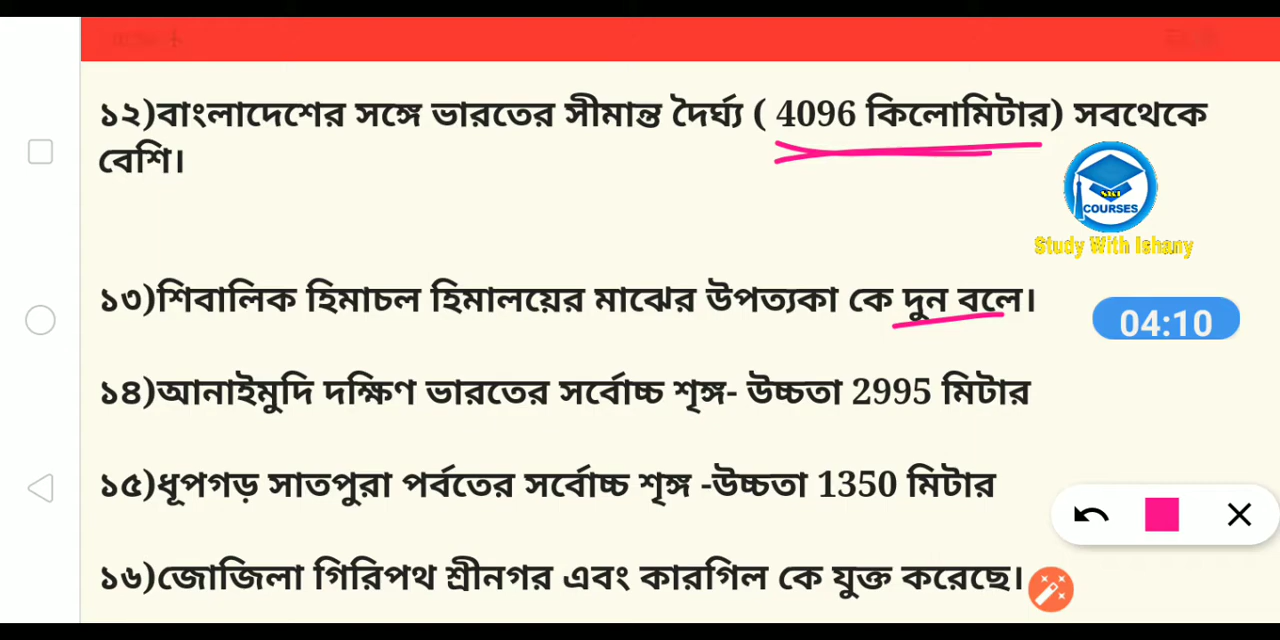 ১২)বাংলাদেশের সঙ্গে ভারতের সীমান্ত দৈর্ঘ্য ( 4096 কিলোমিটার) সবথেকে
বেশি।
COURSES
Study With Ishany
১৩)শিবালিক হিমাচল হিমালয়ের মাঝের উপত্যকা কে দুন বলে।
04:10
১৪)আনাইমুদি দক্ষিণ ভারতের সর্বোচ্চ শৃঙ্গ- উচ্চতা 2995 মিটার
১৫)ধূপগড় সাতপুরা পর্বতের সর্বোচ্চ শৃঙ্গ -উচ্চতা 1350 মিটার
১৬)জোজিলা গিরিপথ শ্রীনগর এবং কারগিল কে যুক্ত করেছে।